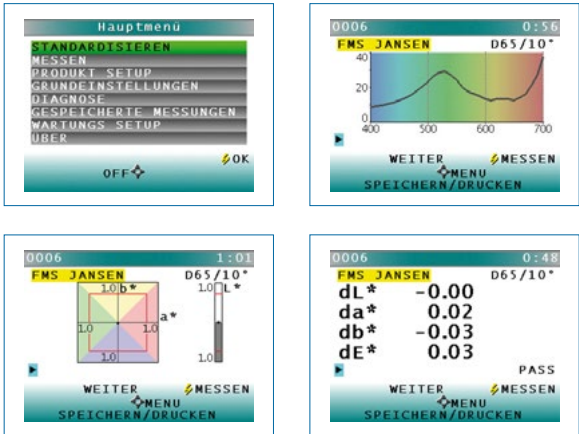 Hauptmenü
STANDARDISIEREN
MESSEN
PRODUKT SETUP
GRUNDEINSTELLUNGEN
DIAGNOSE
GESPEICHERTE MESSUNGEN
WARTUNGS SETUP
ÜBER
OK
OFF
0006 0:56
FMS JANSEN D65/10°
40
20
0
400 500 600 700
WEITER MESSEN
MENU
SPEICHERN/DRUCKEN
0006 1:01
FMS JANSEN D65/10°
1.0 b* 1.0 L*
a*
1.0 1.0
1.0 1.0
WEITER MESSEN
MENU
SPEICHERN/DRUCKEN
0006 0:48
FMS JANSEN D65/10°
dL* -0.00
da* 0.02
db* -0.03
dE* 0.03
PASS
WEITER MESSEN
MENU
SPEICHERN/DRUCKEN